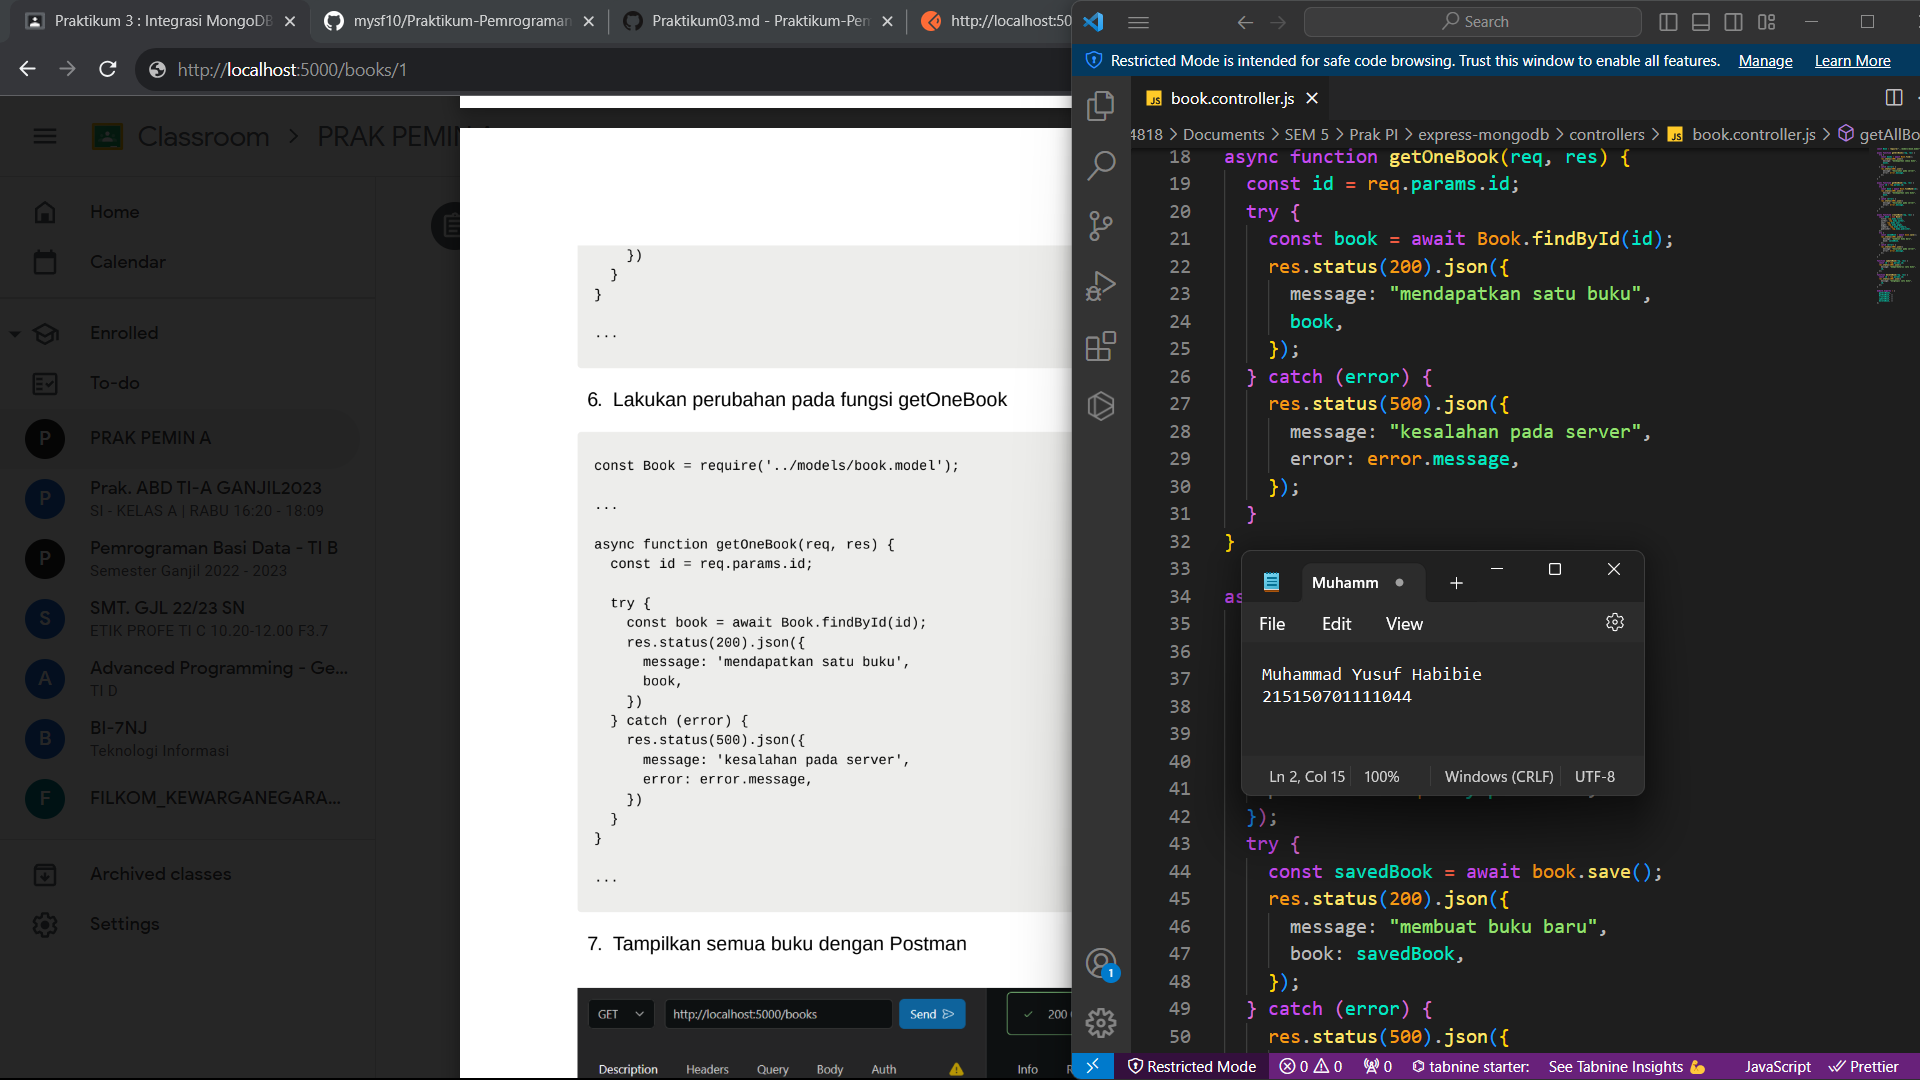 Praktikum 3 : Integrasi MongoDB
mysf10/Praktikum-Pemrograman
Praktikum03.md - Praktikum-Pem
http://localhost:50
http://localhost:5000/books/1
Classroom
PRAK PEMIN A
Home
Calendar
Enrolled
To-do
P
PRAK PEMIN A
P
Prak. ABD TI-A GANJIL2023
SI - KELAS A | RABU 16:20 - 18:09
P
Pemrograman Basi Data - TI B
Semester Ganjil 2022 - 2023
S
SMT. GJL 22/23 SN
ETIK PROFE TI C 10.20-12.00 F3.7
A
Advanced Programming - Ge...
TI D
B
BI-7NJ
Teknologi Informasi
F
FILKOM_KEWARGANEGARA...
Archived classes
Settings
})
}
}
...
6. Lakukan perubahan pada fungsi getOneBook
const Book = require('../models/book.model');
...
async function getOneBook(req, res) {
const id = req.params.id;
try {
const book = await Book.findById(id);
res.status(200).json({
message: 'mendapatkan satu buku',
book,
})
} catch (error) {
res.status(500).json({
message: 'kesalahan pada server',
error: error.message,
})
}
}
...
7. Tampilkan semua buku dengan Postman
GET
http://localhost:5000/books
Send
200
Description Headers Query Body Auth
Info
Search
Restricted Mode is intended for safe code browsing. Trust this window to enable all features. Manage Learn More
JS book.controller.js
4818 > Documents > SEM 5 > Prak PI > express-mongodb > controllers > JS book.controller.js > getAllBo
18 async function getOneBook(req, res) {
19 const id = req.params.id;
20 try {
21 const book = await Book.findById(id);
22 res.status(200).json({
23 message: "mendapatkan satu buku",
24 book,
25 });
26 } catch (error) {
27 res.status(500).json({
28 message: "kesalahan pada server",
29 error: error.message,
30 });
31 }
32 }
33
34 as
35
36
37
38
39
40
41
42 });
43 try {
44 const savedBook = await book.save();
45 res.status(200).json({
46 message: "membuat buku baru",
47 book: savedBook,
48 });
49 } catch (error) {
50 res.status(500).json({
Muhamm
File Edit View
Muhammad Yusuf Habibie
215150701111044
Ln 2, Col 15 100% Windows (CRLF) UTF-8
1
Restricted Mode 0 0 0 tabnine starter: See Tabnine Insights JavaScript Prettier